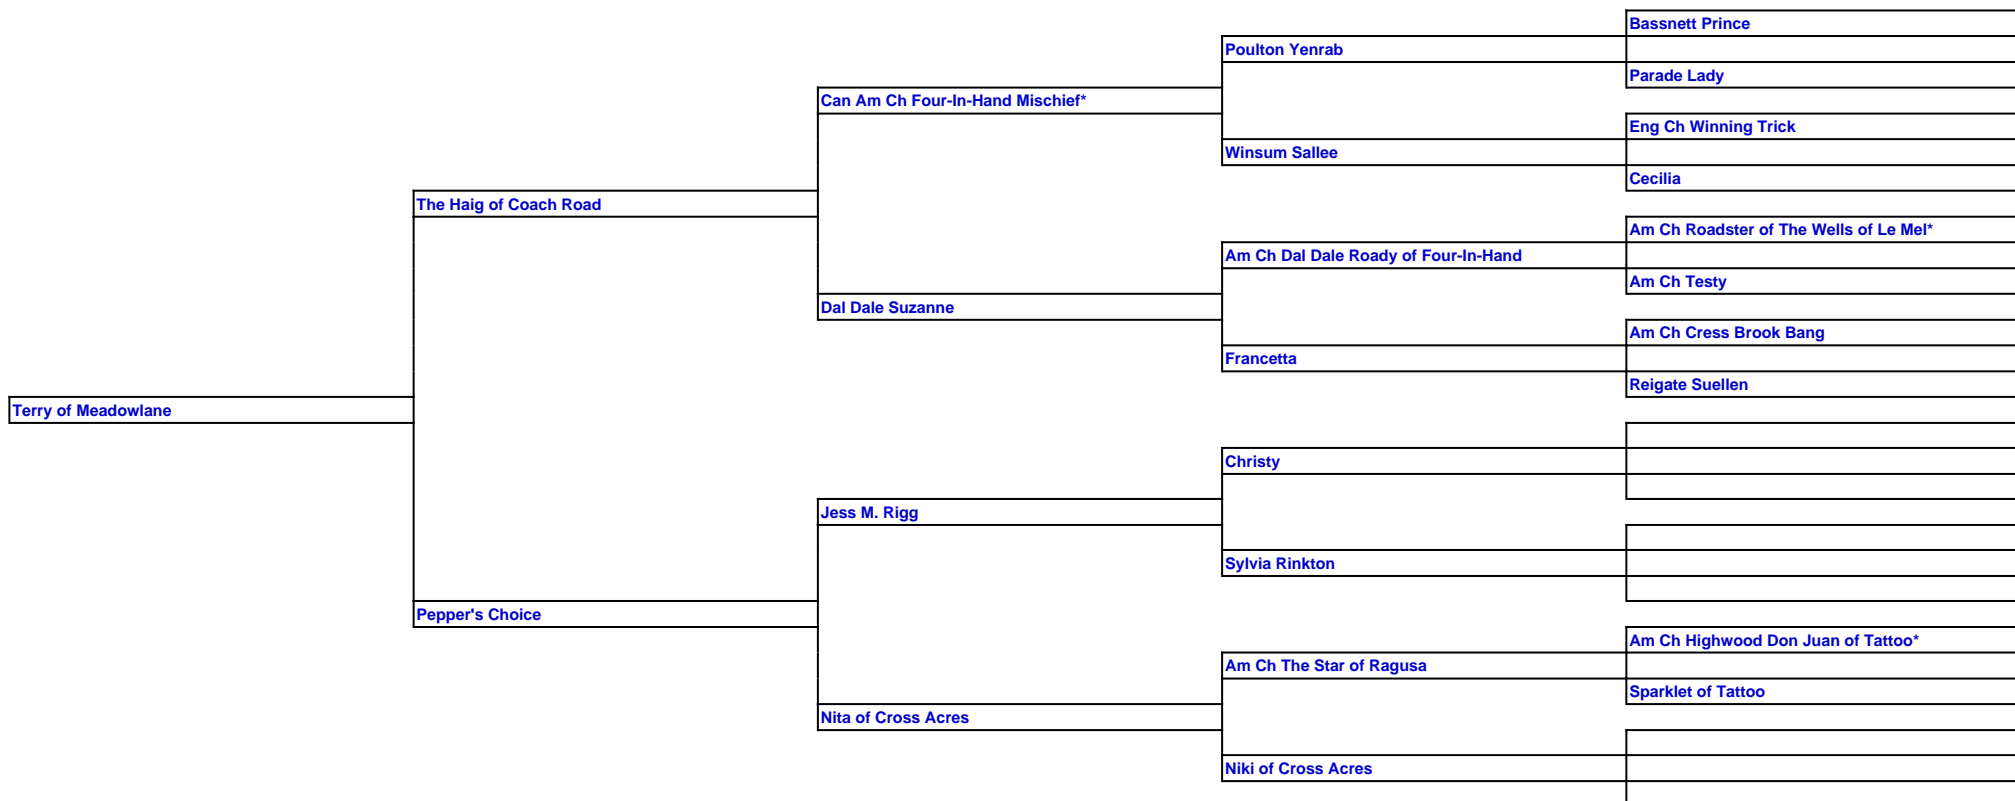 Bassnett Prince
Poulton Yenrab
Parade Lady
Can Am Ch Four-In-Hand Mischief*
Eng Ch Winning Trick
Winsum Sallee
Cecilia
The Haig of Coach Road
Am Ch Roadster of The Wells of Le Mel*
Am Ch Dal Dale Roady of Four-In-Hand
Am Ch Testy
Dal Dale Suzanne
Am Ch Cress Brook Bang
Francetta
Reigate Suellen
Terry of Meadowlane
Christy
Jess M. Rigg
Sylvia Rinkton
Pepper's Choice
Am Ch Highwood Don Juan of Tattoo*
Am Ch The Star of Ragusa
Sparklet of Tattoo
Nita of Cross Acres
Niki of Cross Acres